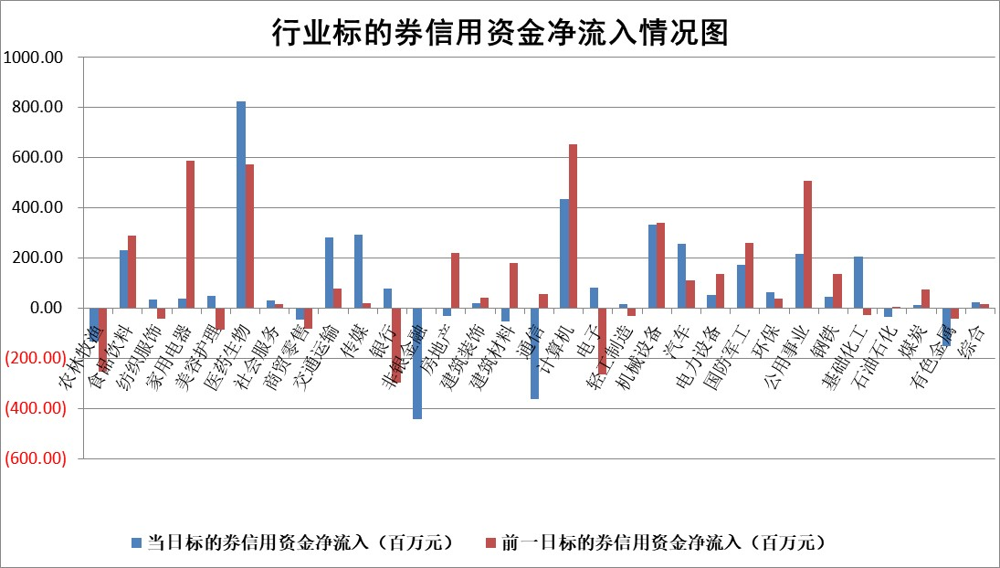 行业标的券信用资金净流入情况图
1000.00
800.00
600.00
400.00
200.00
0.00
(200.00)
(400.00)
(600.00)
农林牧渔
食品饮料
纺织服饰
家用电器
美容护理
医药生物
社会服务
商贸零售
交通运输
传媒
银行
非银金融
房地产
建筑装饰
建筑材料
通信
计算机
电子
轻工制造
机械设备
汽车
电力设备
国防军工
环保
公用事业
钢铁
基础化工
石油石化
煤炭
有色金属
综合
当日标的券信用资金净流入（百万元） 前一日标的券信用资金净流入（百万元）